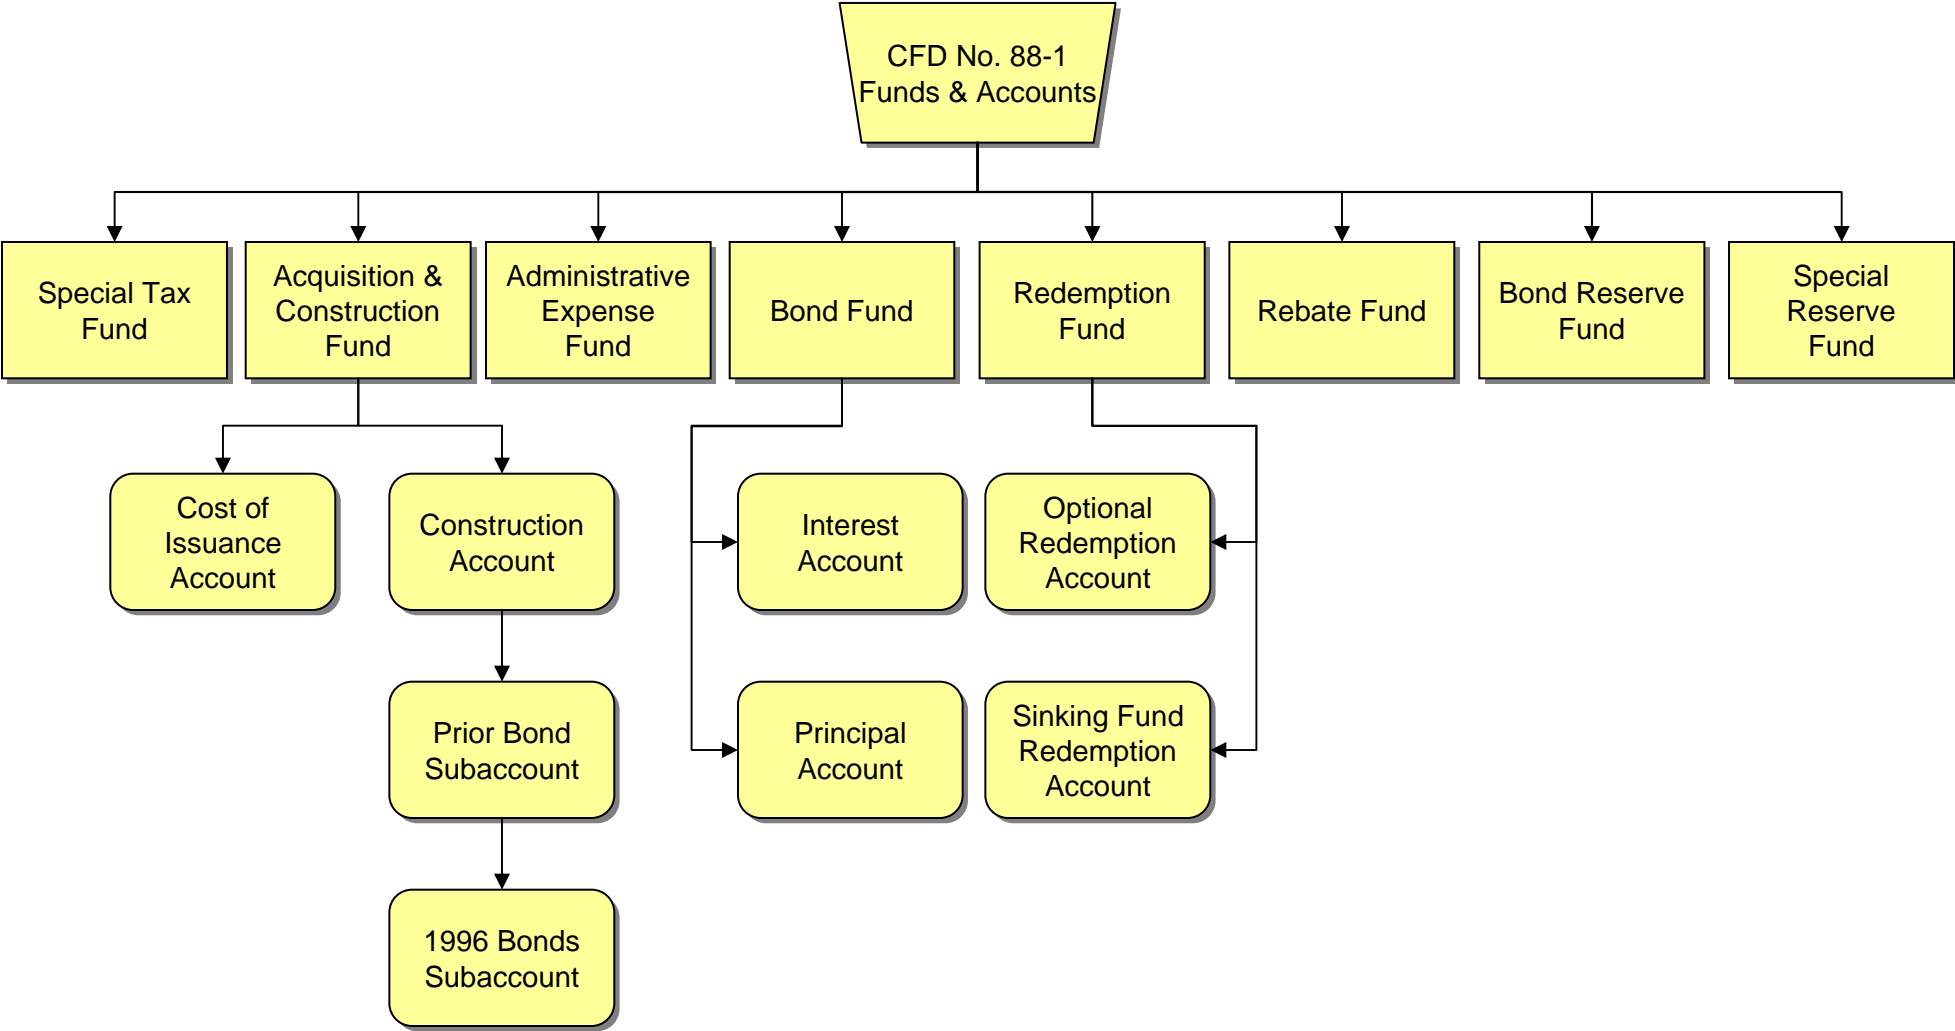 CFD No. 88-1
Funds & Accounts
Special Tax
Fund
Acquisition &
Construction
Fund
Administrative
Expense
Fund
Bond Fund
Redemption
Fund
Rebate Fund
Bond Reserve
Fund
Special
Reserve
Fund
Cost of
Issuance
Account
Construction
Account
Interest
Account
Optional
Redemption
Account
Prior Bond
Subaccount
Principal
Account
Sinking Fund
Redemption
Account
1996 Bonds
Subaccount